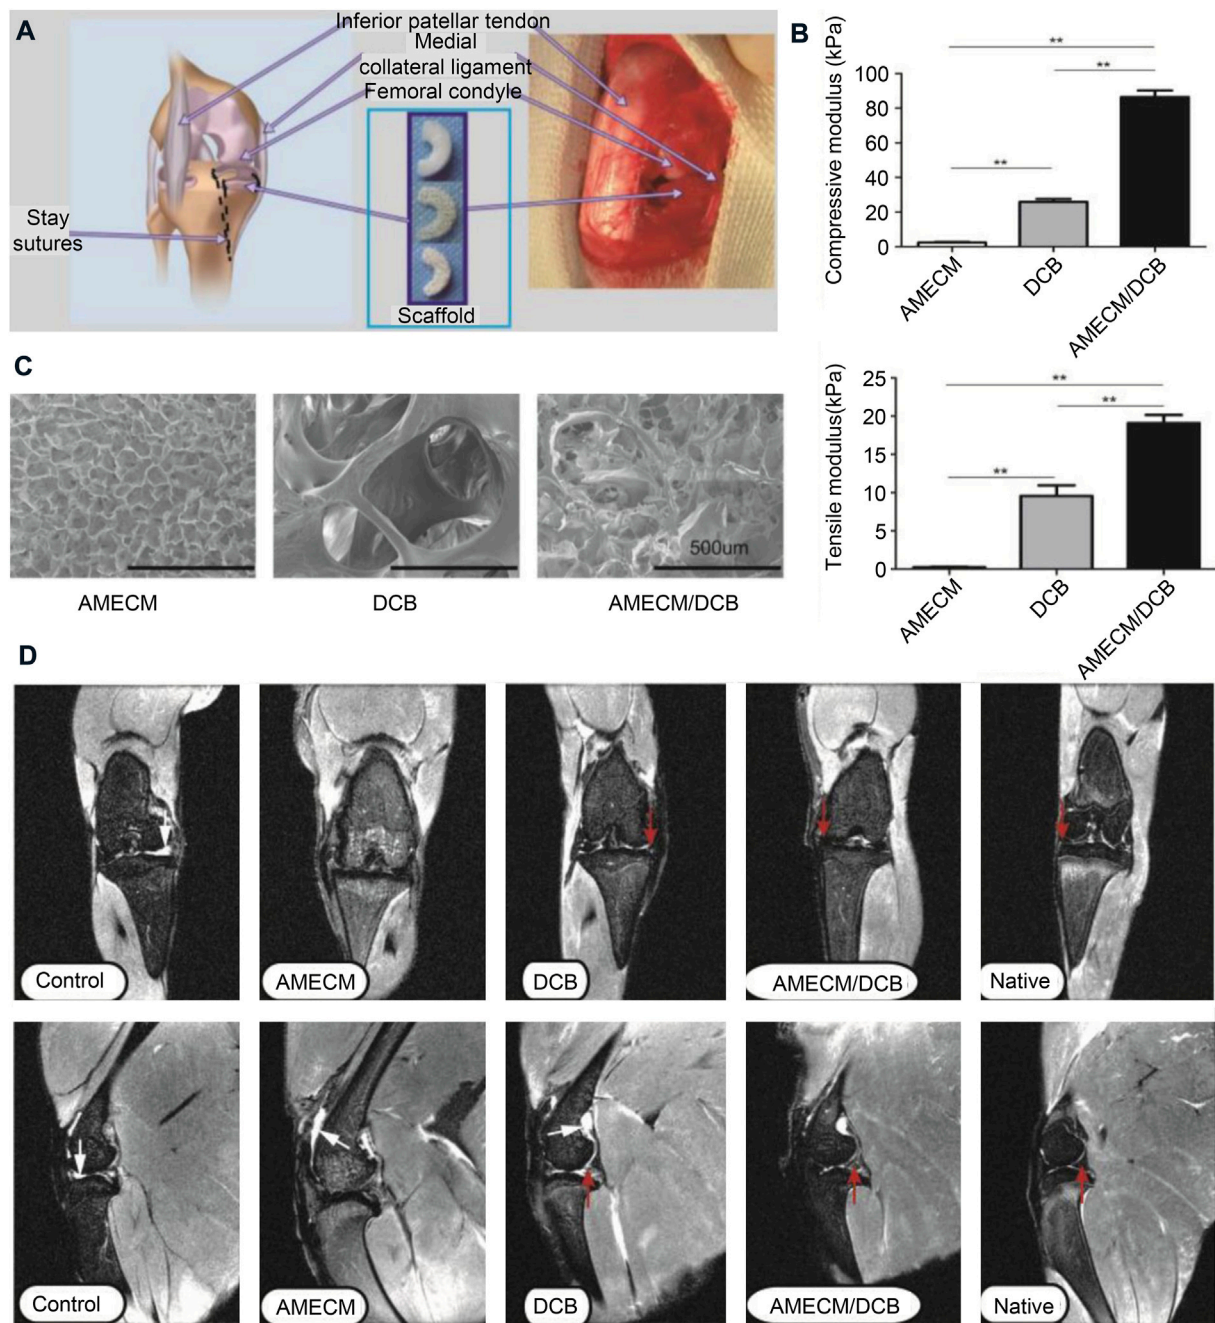 A
Inferior patellar tendon
Medial
collateral ligament
Femoral condyle
Stay
sutures
Scaffold
B
Compressive modulus (kPa)
100
80
60
40
20
0
**
**
**
AMECM
DCB
AMECM/DCB
Tensile modulus(kPa)
25
20
15
10
5
0
**
**
**
AMECM
DCB
AMECM/DCB
C
500um
AMECM
DCB
AMECM/DCB
D
Control
AMECM
DCB
AMECM/DCB
Native
Control
AMECM
DCB
AMECM/DCB
Native